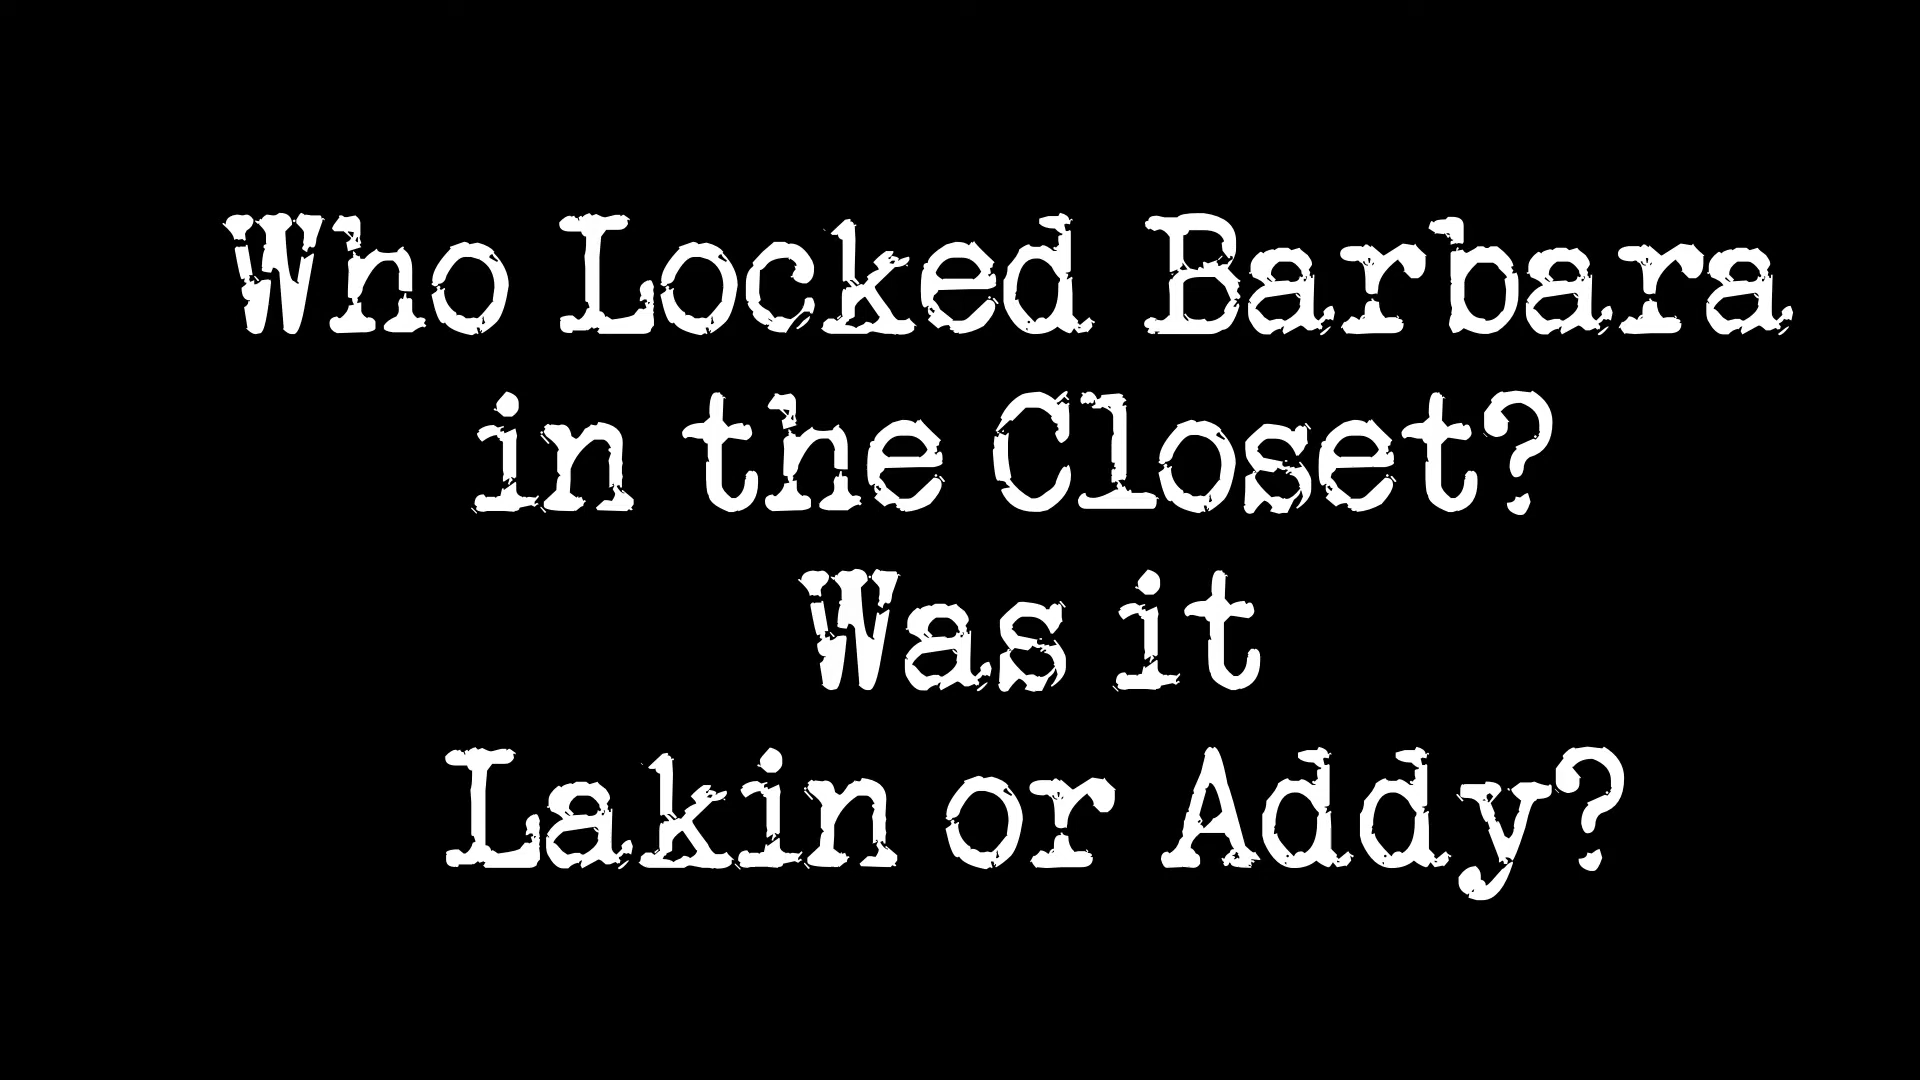 Who Locked Barbara
in the Closet?
Was it
Lakin or Addy?